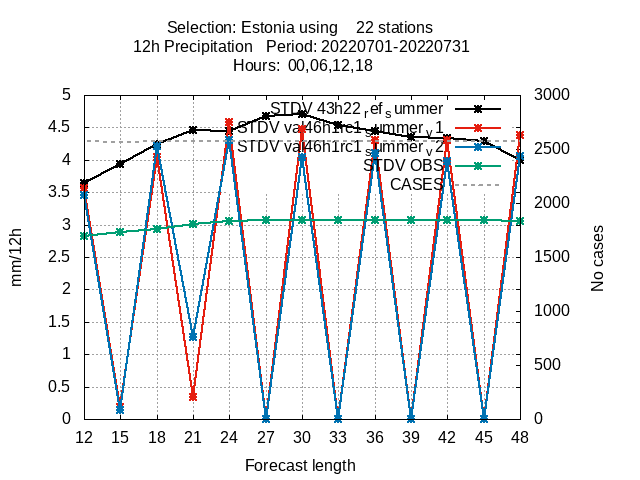 Selection: Estonia using 22 stations
12h Precipitation Period: 20220701-20220731
Hours: 00,06,12,18
STDV 43h22_ref_summer
STDV val46h1rc1_summer_v1
STDV val46h1rc1_summer_v2
STDV OBS
CASES
5
4.5
4
3.5
3
2.5
2
1.5
1
0.5
0
3000
2500
2000
1500
1000
500
0
mm/12h
No cases
12 15 18 21 24 27 30 33 36 39 42 45 48
Forecast length